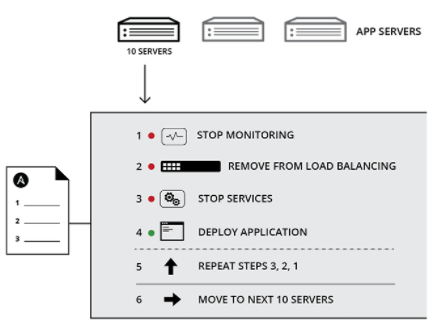 APP SERVERS
10 SERVERS
1 STOP MONITORING
2 REMOVE FROM LOAD BALANCING
3 STOP SERVICES
4 DEPLOY APPLICATION
5 REPEAT STEPS 3, 2, 1
6 MOVE TO NEXT 10 SERVERS
A
1
2
3